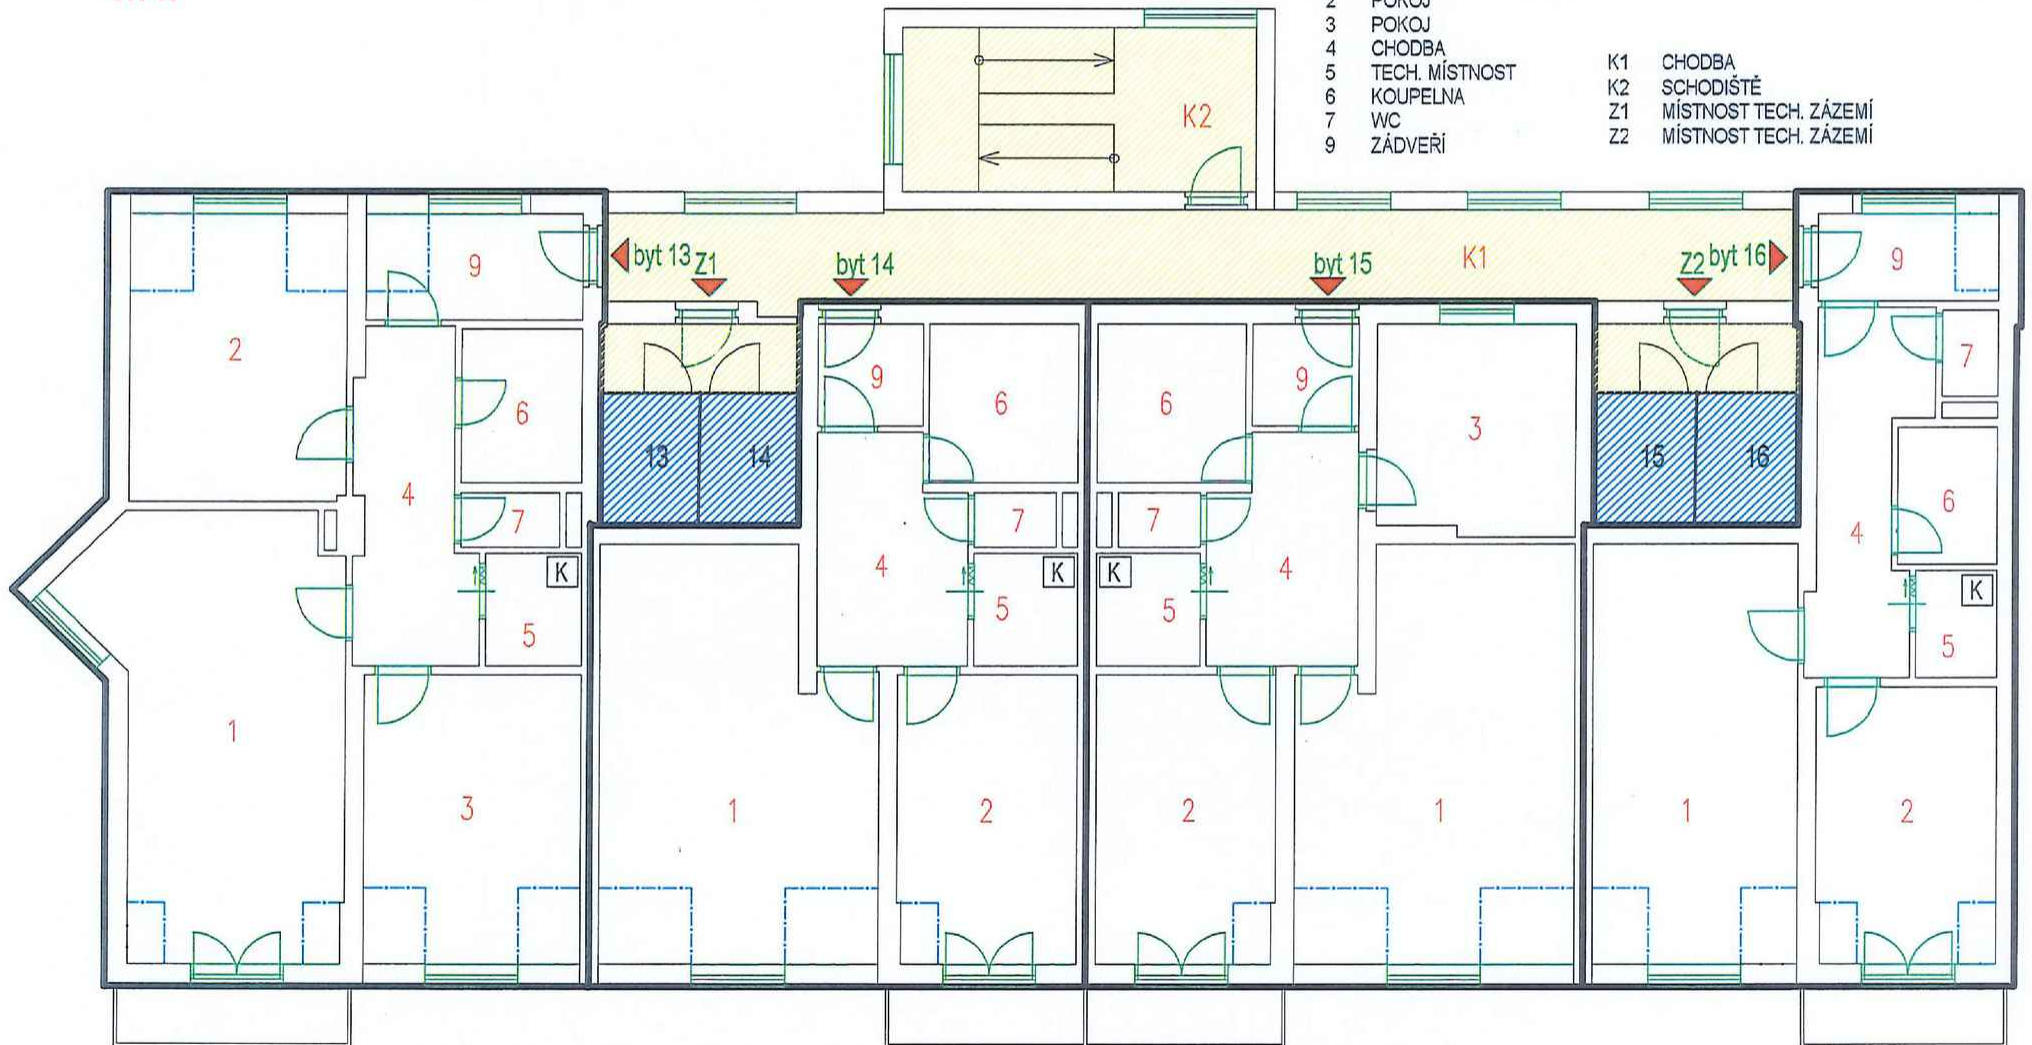 2 POKOJ
3 POKOJ
4 CHODBA
5 TECH. MÍSTNOST
6 KOUPELNA
7 WC
9 ZÁDVEŘÍ
K1 CHODBA
K2 SCHODIŠTĚ
Z1 MÍSTNOST TECH. ZÁZEMÍ
Z2 MÍSTNOST TECH. ZÁZEMÍ
K2
9
byt 13
Z1
byt 14
byt 15
K1
Z2
byt 16
9
2
6
9
6
6
9
3
7
13
14
15
16
4
7
7
7
6
4
K
5
4
K
5
K
5
4
K
5
1
3
1
2
2
1
1
2